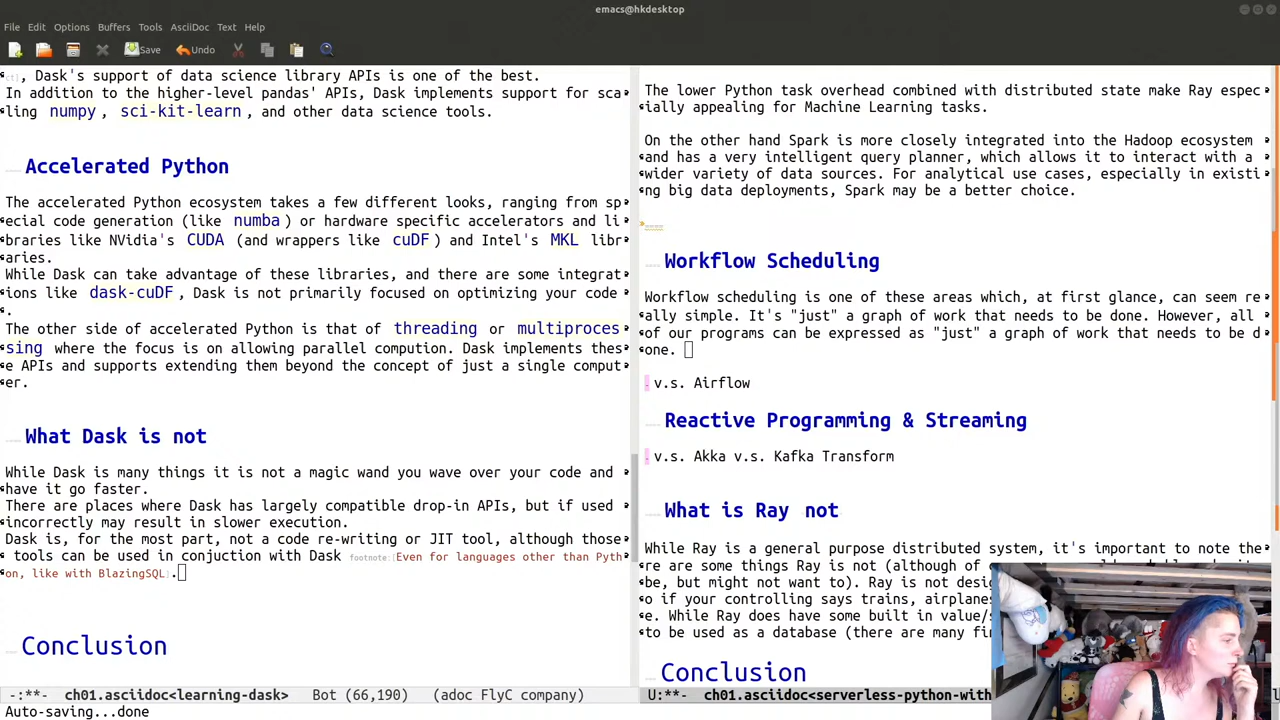 emacs@hkdesktop
File Edit Options Buffers Tools AsciiDoc Text Help
Save Undo
, Dask's support of data science library APIs is one of the best.
In addition to the higher-level pandas' APIs, Dask implements support for sca
ling numpy, sci-kit-learn, and other data science tools.
Accelerated Python
The accelerated Python ecosystem takes a few different looks, ranging from sp
ecial code generation (like numba) or hardware specific accelerators and li
braries like NVidia's CUDA (and wrappers like cuDF) and Intel's MKL libr
aries.
While Dask can take advantage of these libraries, and there are some integrat
ions like dask-cuDF, Dask is not primarily focused on optimizing your code
.
The other side of accelerated Python is that of threading or multiproces
sing where the focus is on allowing parallel compution. Dask implements thes
e APIs and supports extending them beyond the concept of just a single comput
er.
What Dask is not
While Dask is many things it is not a magic wand you wave over your code and
have it go faster.
There are places where Dask has largely compatible drop-in APIs, but if used
incorrectly may result in slower execution.
Dask is, for the most part, not a code re-writing or JIT tool, although those
tools can be used in conjuction with Dask footnote:[Even for languages other than Pyth
on, like with BlazingSQL].
Conclusion
-:**- ch01.asciidoc<learning-dask> Bot (66,190) (adoc FlyC company)
Auto-saving...done
The lower Python task overhead combined with distributed state make Ray espec
ially appealing for Machine Learning tasks.
On the other hand Spark is more closely integrated into the Hadoop ecosystem
and has a very intelligent query planner, which allows it to interact with a
wider variety of data sources. For analytical use cases, especially in existi
ng big data deployments, Spark may be a better choice.
Workflow Scheduling
Workflow scheduling is one of these areas which, at first glance, can seem re
ally simple. It's "just" a graph of work that needs to be done. However, all
of our programs can be expressed as "just" a graph of work that needs to be d
one.
. v.s. Airflow
Reactive Programming & Streaming
. v.s. Akka v.s. Kafka Transform
What is Ray not
While Ray is a general purpose distributed system, it's important to note the
re are some things Ray is not (although of
be, but might not want to). Ray is not desig
o if your controlling says trains, airplanes
e. While Ray does have some built in value/s
to be used as a database (there are many fi
Conclusion
U:**- ch01.asciidoc<serverless-python-with